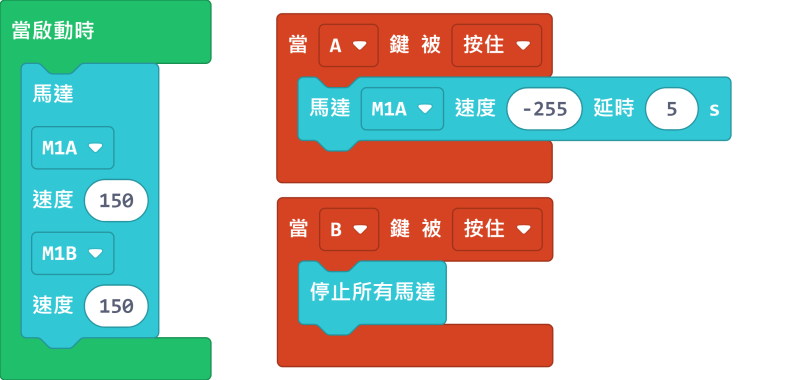 當啟動時
馬達
M1A
速度 150
M1B
速度 150
當 A 鍵 被 按住
馬達 M1A 速度 -255 延時 5 s
當 B 鍵 被 按住
停止所有馬達